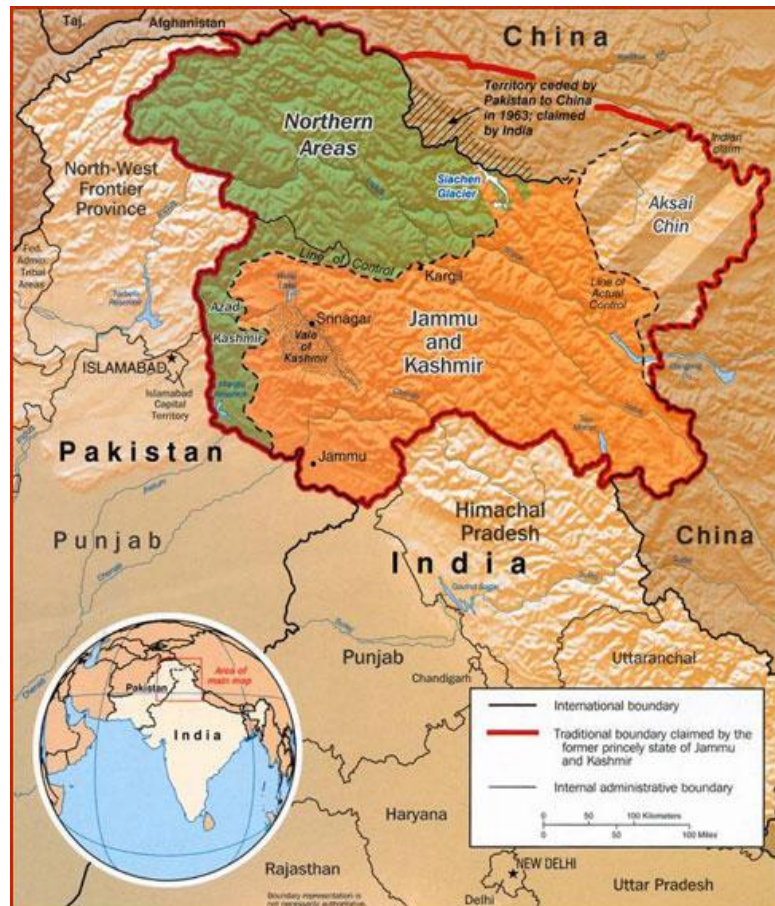 Taj.
Afghanistan
China
Territory ceded by
Pakistan to China
in 1963; claimed
by India
Northern
Areas
Indian
claim
North-West
Frontier
Province
Siachen
Glacier
Aksai
Chin
Indus
Fed.
Admin.
Tribal
Areas
Line of Control
Kargil
Line of
Actual
Control
Azad
Kashmir
Srinagar
Vale
of
Kashmir
Jammu
and
Kashmir
ISLAMABAD
Islamabad
Capital
Territory
Pakistan
Jammu
Punjab
Himachal
Pradesh
China
India
Chenab
Sutlej
Punjab
Chandigarh
Uttaranchal
Area of
main map
Pakistan
India
International boundary
Traditional boundary claimed by the
former princely state of Jammu
and Kashmir
Internal administrative boundary
0 50 100 Kilometers
0 50 100 Miles
Haryana
NEW DELHI
Rajasthan
Delhi
Uttar Pradesh
Boundary representation is
not necessarily authoritative.